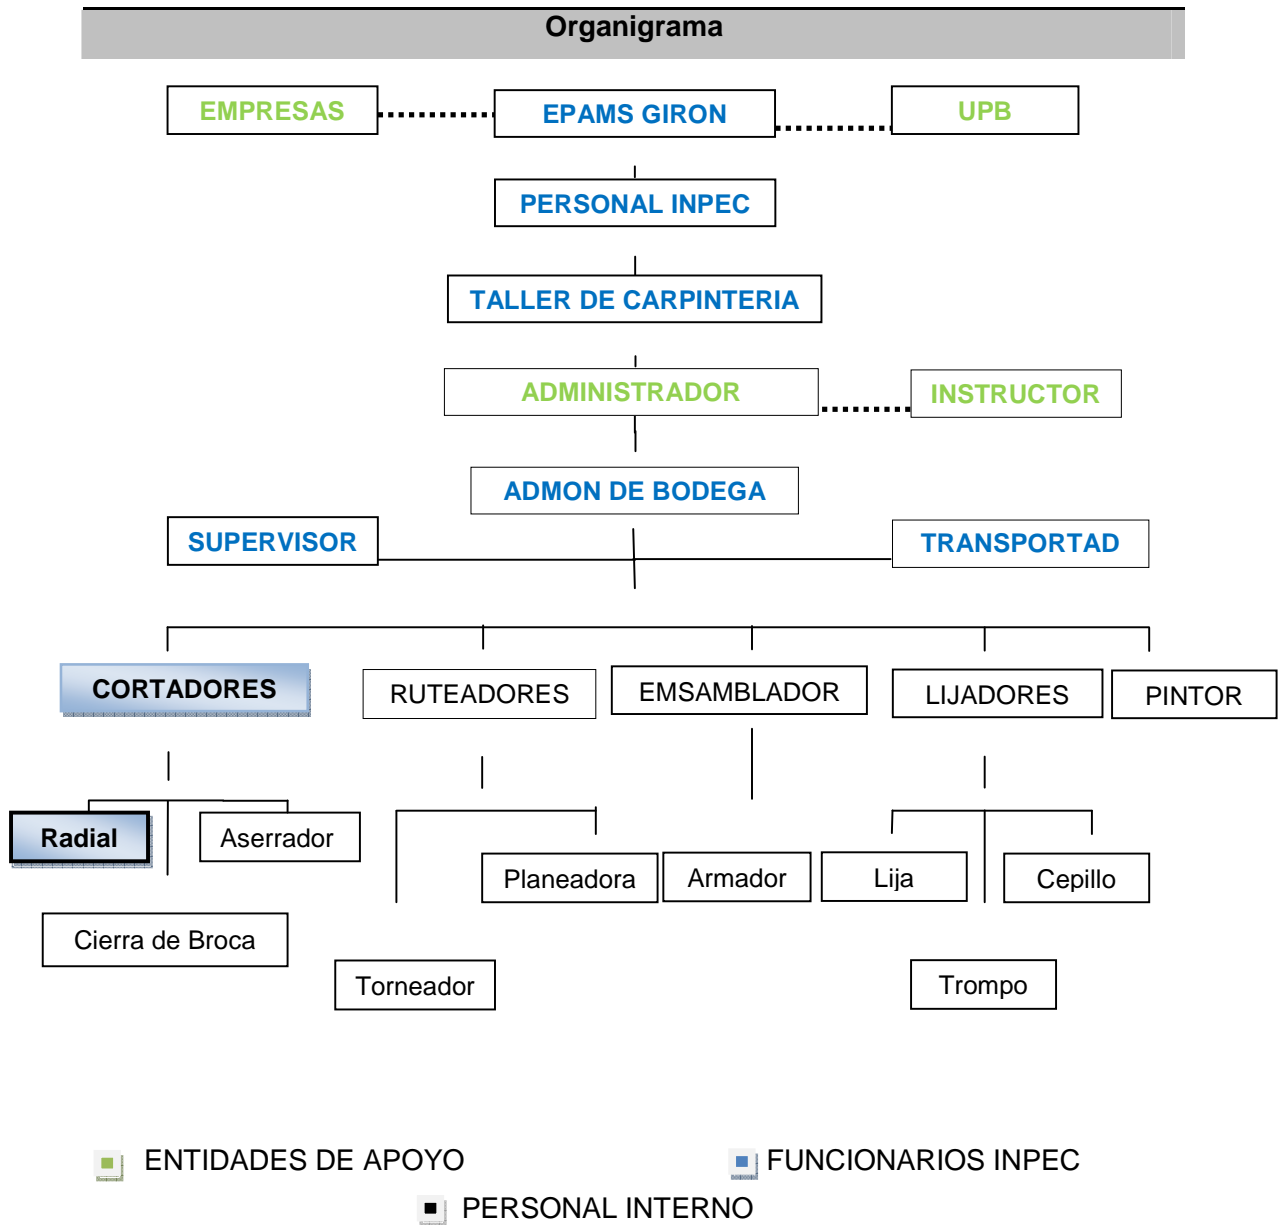 Organigrama
EMPRESAS
EPAMS GIRON
UPB
PERSONAL INPEC
TALLER DE CARPINTERIA
ADMINISTRADOR
INSTRUCTOR
ADMON DE BODEGA
SUPERVISOR
TRANSPORTAD
CORTADORES
RUTEADORES
EMSAMBLADOR
LIJADORES
PINTOR
Radial
Aserrador
Planeadora
Armador
Lija
Cepillo
Cierra de Broca
Torneador
Trompo
ENTIDADES DE APOYO
FUNCIONARIOS INPEC
PERSONAL INTERNO